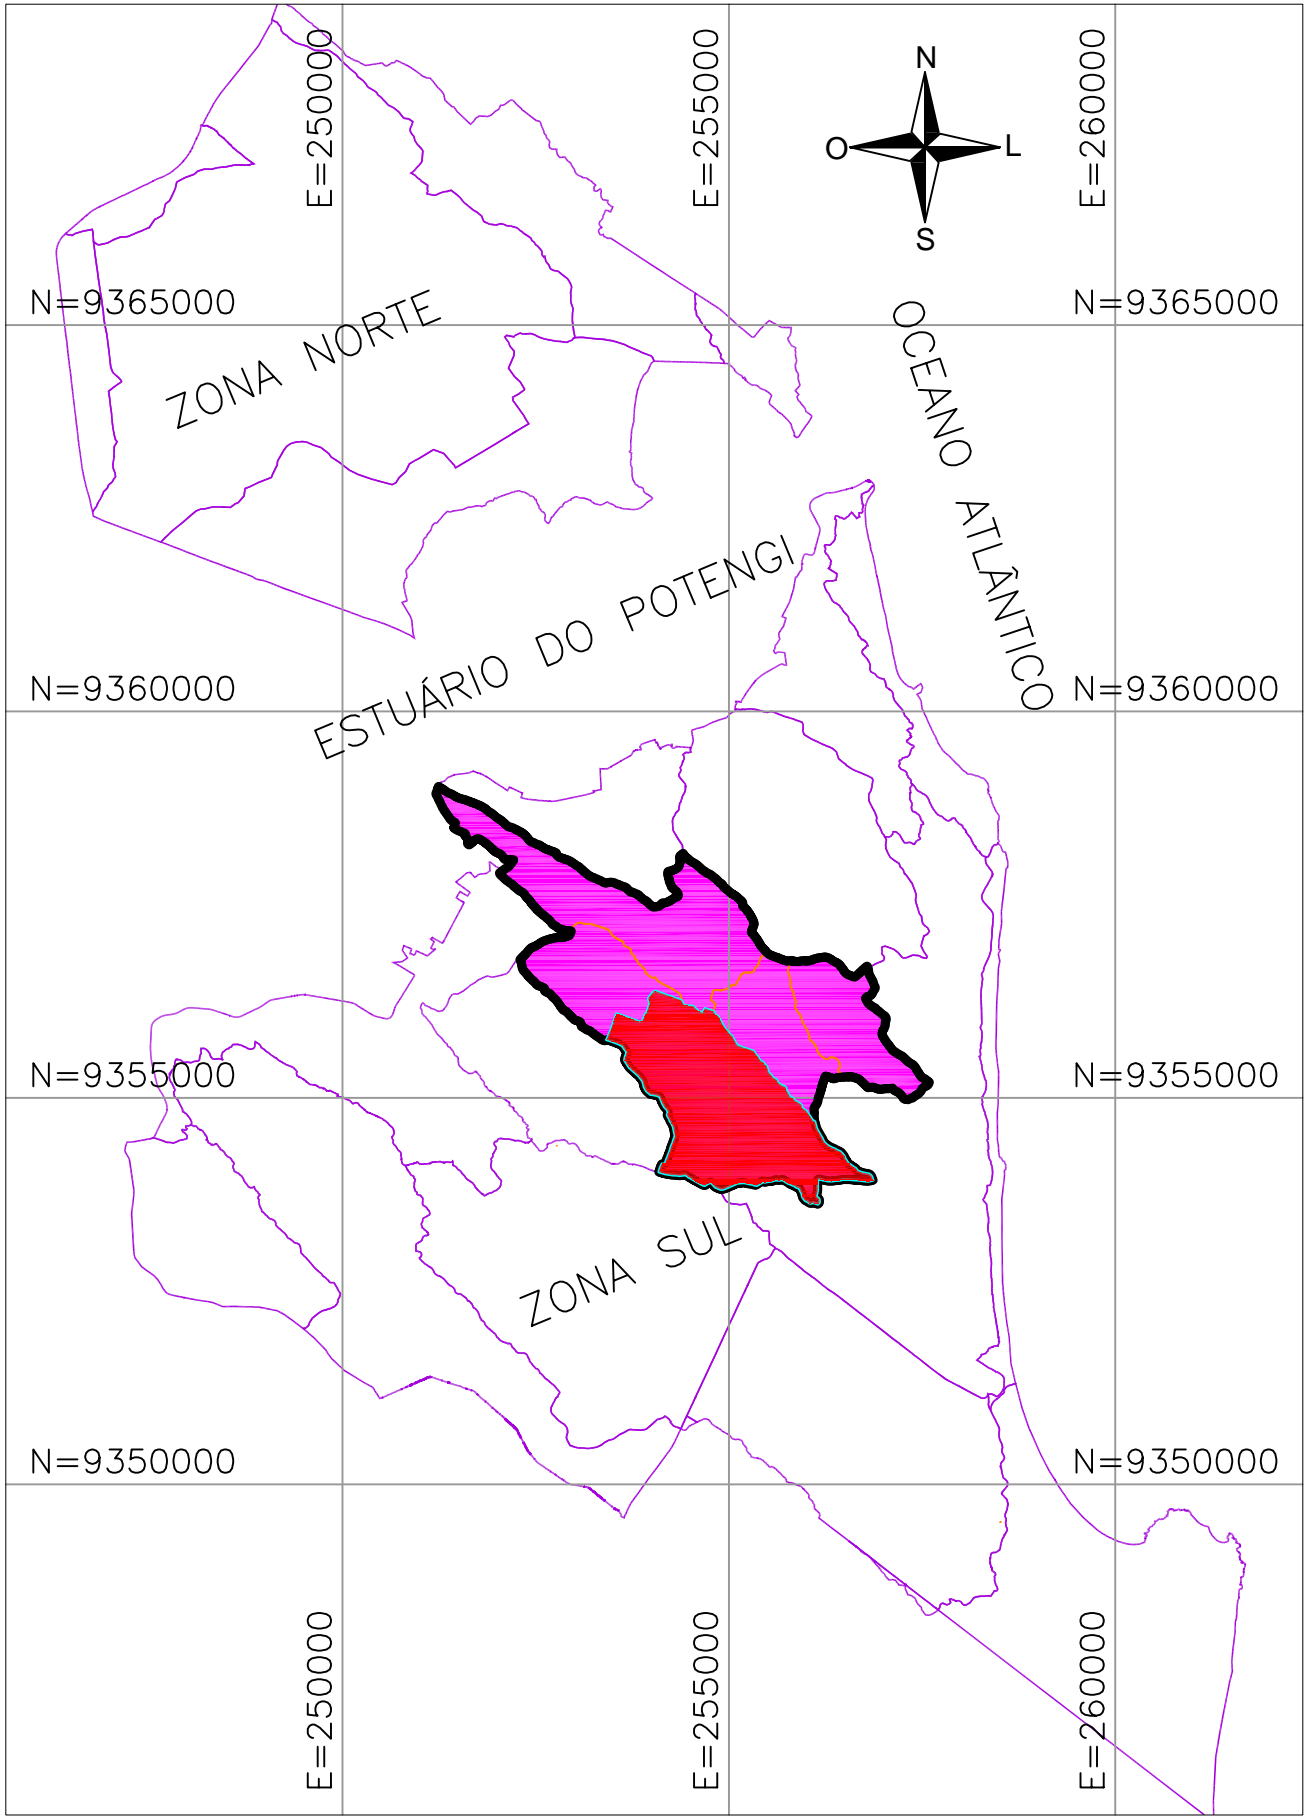 E=250000
E=255000
E=260000
N
O
L
S
N=9365000
N=9365000
ZONA NORTE
OCEANO ATLÂNTICO
ESTUÁRIO DO POTENGI
N=9360000
N=9360000
N=9355000
N=9355000
ZONA SUL
N=9350000
N=9350000
E=250000
E=255000
E=260000